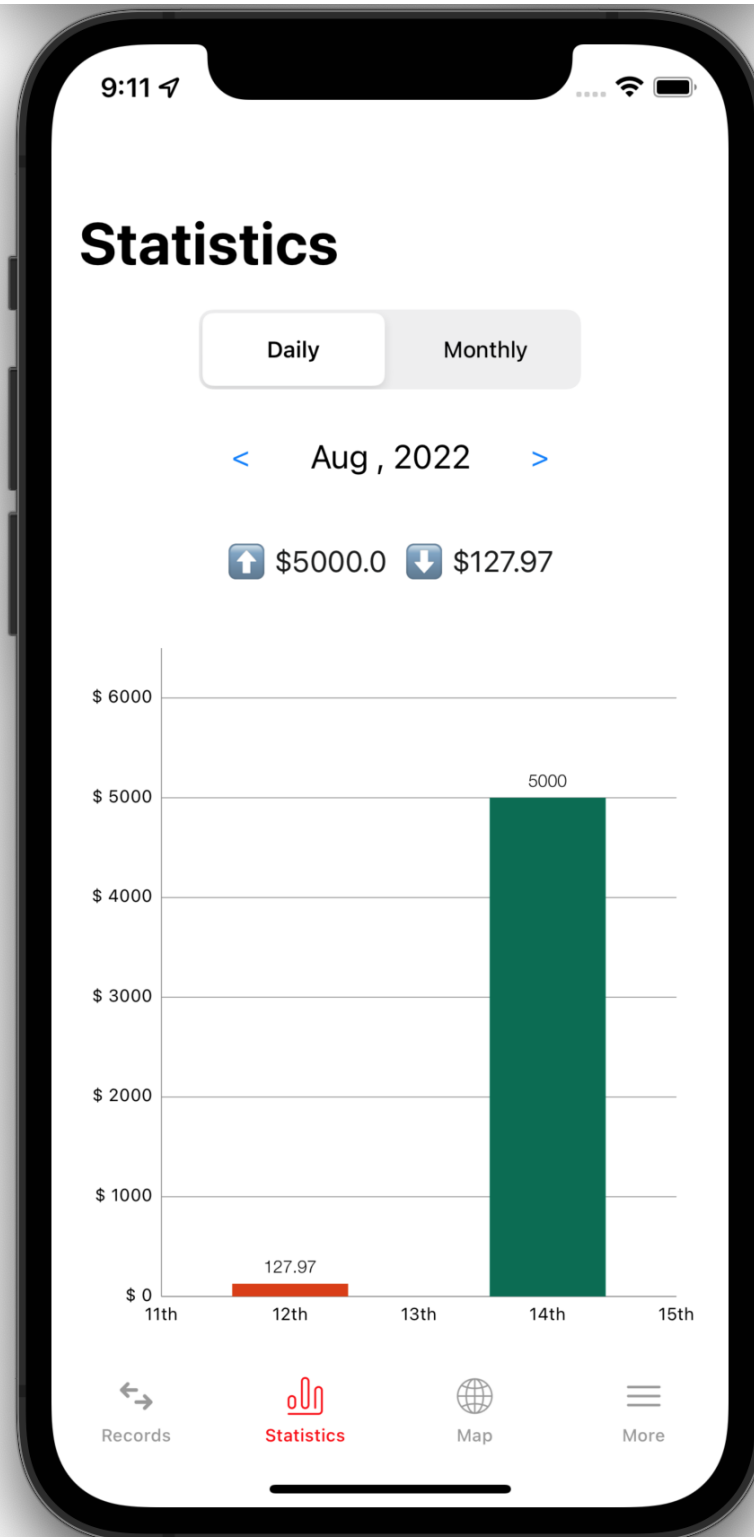 9:11
Statistics
Daily Monthly
< Aug , 2022 >
⬆️ $5000.0 ⬇️ $127.97
$ 6000
5000
$ 5000
$ 4000
$ 3000
$ 2000
$ 1000
127.97
$ 0
11th 12th 13th 14th 15th
Records Statistics Map More